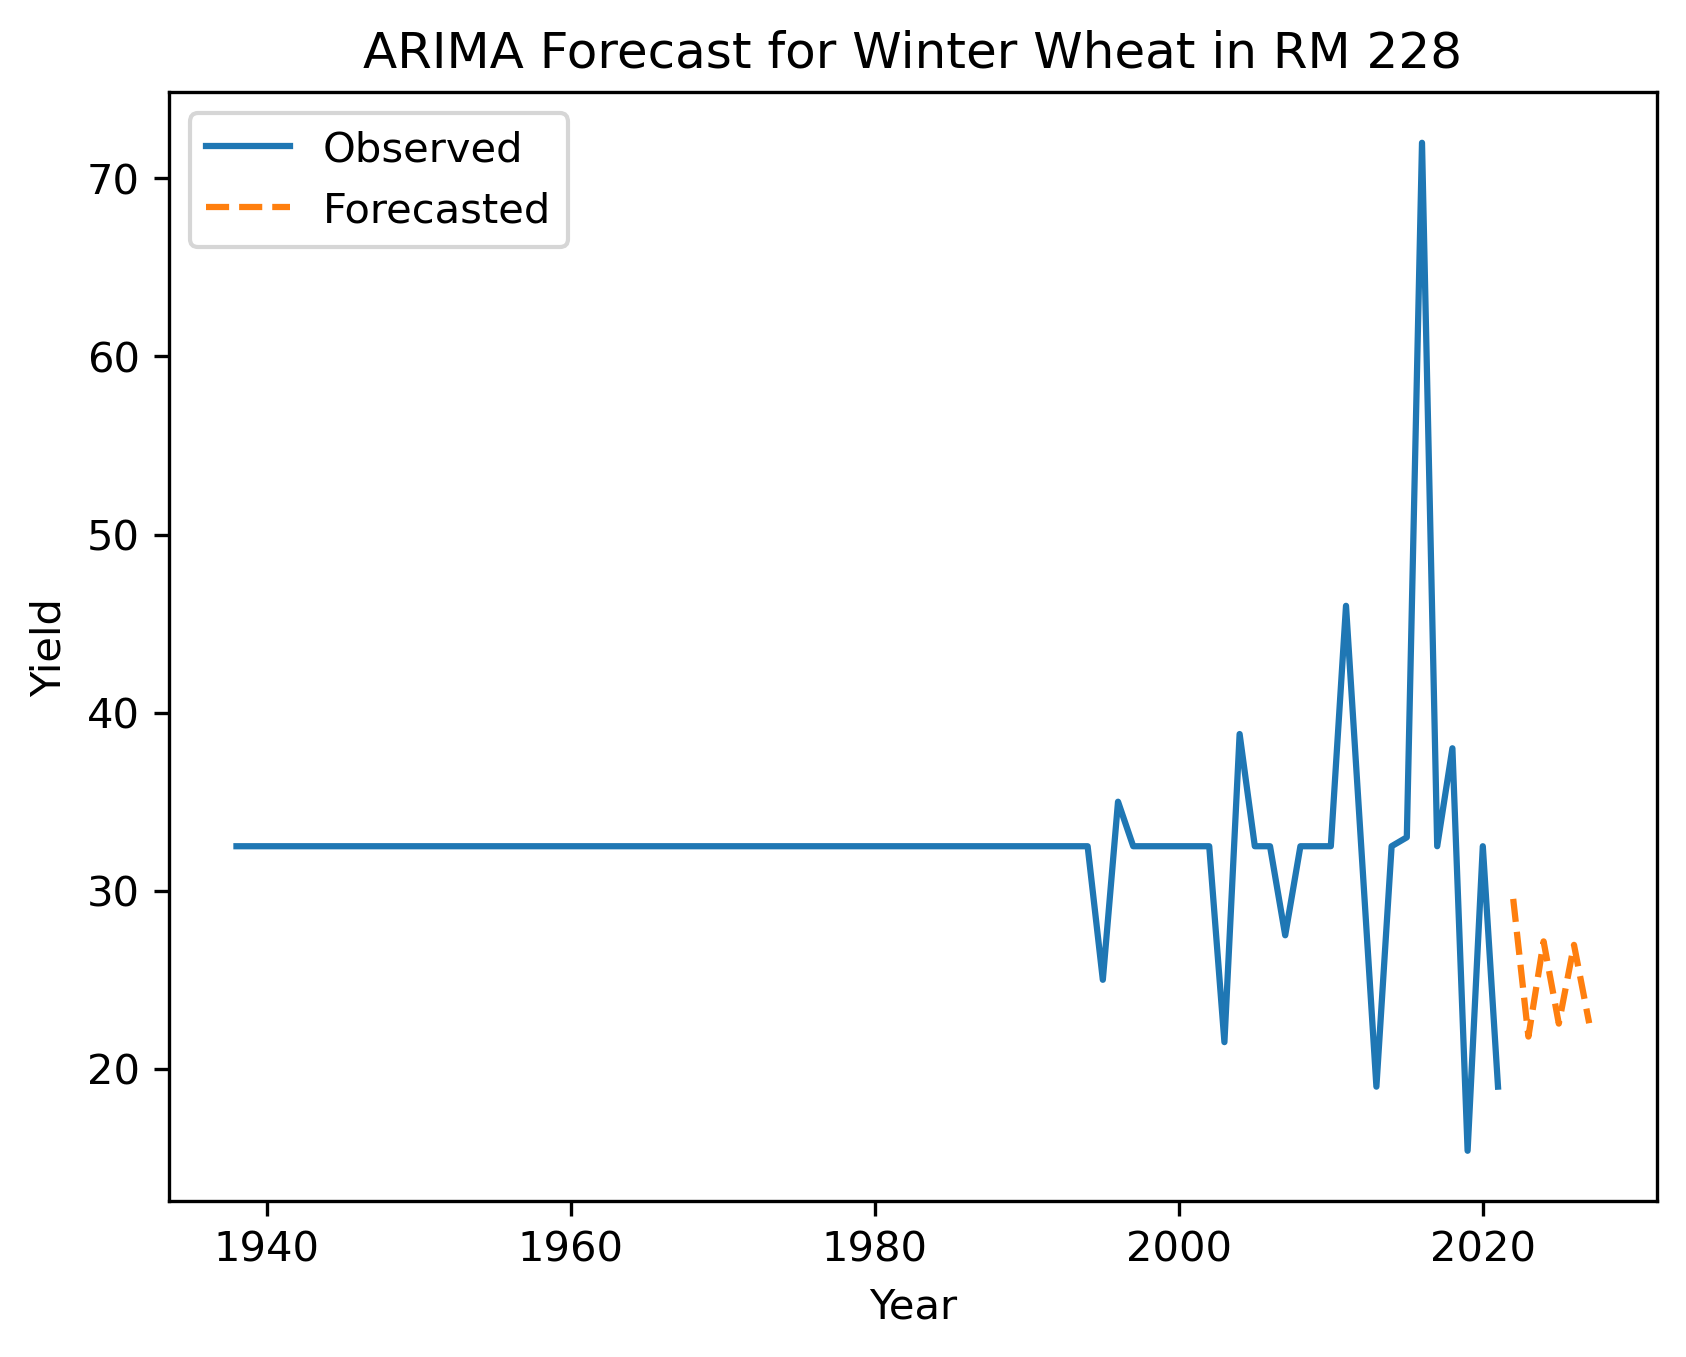 ARIMA Forecast for Winter Wheat in RM 228
Observed
Forecasted
70
60
50
40
30
20
Yield
1940 1960 1980 2000 2020
Year